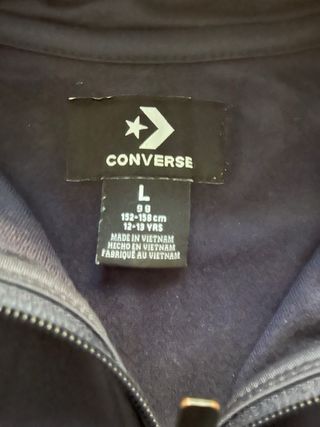 CONVERSE
L
152-158 cm
12-13 YRS
MADE IN VIETNAM
HECHO EN VIETNAM
FABRIQUÉ AU VIETNAM